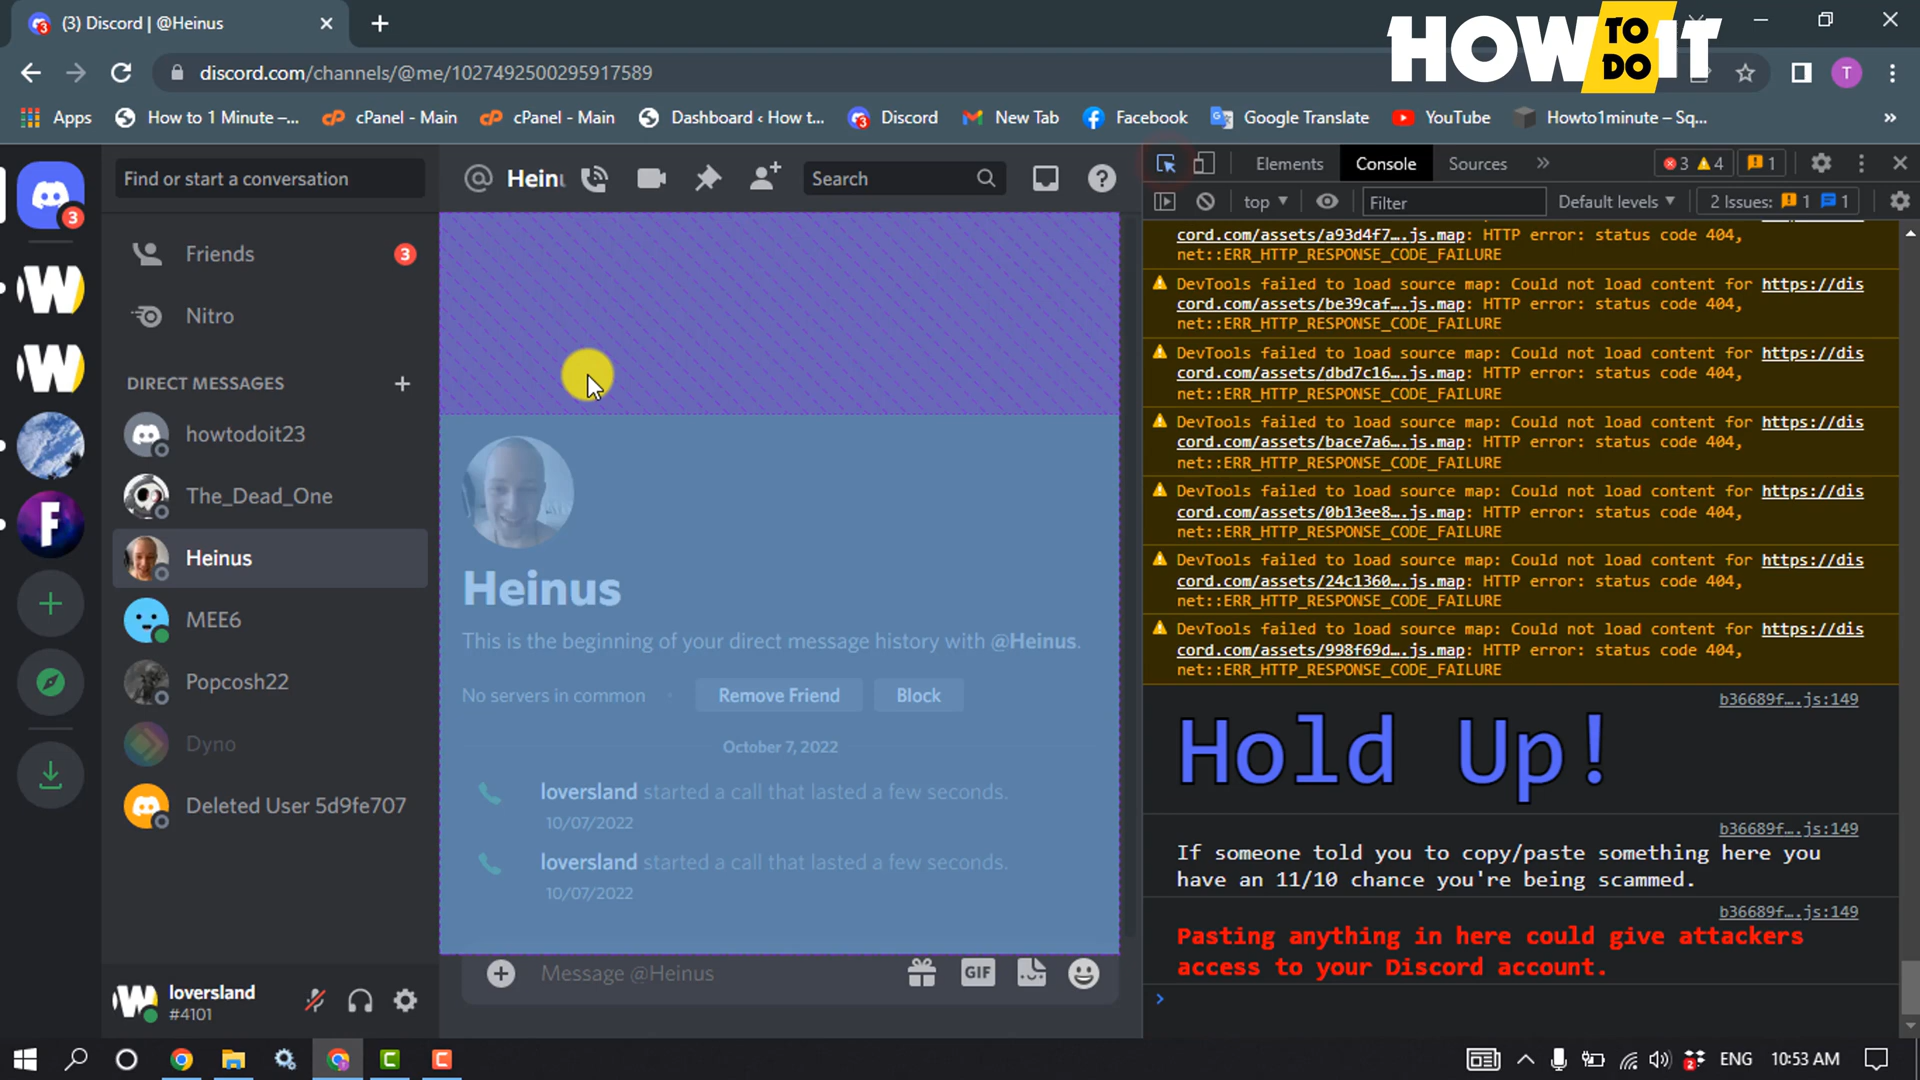 (3) Discord | @Heinus
HOW TO DO IT
discord.com/channels/@me/1027492500295917589
T
Apps
How to 1 Minute –...
cPanel - Main
cPanel - Main
Dashboard ‹ How t...
Discord
New Tab
Facebook
Google Translate
YouTube
Howto1minute – Sq...
»
Find or start a conversation
3
Friends
3
Nitro
DIRECT MESSAGES
howtodoit23
The_Dead_One
Heinus
MEE6
Popcosh22
Dyno
Deleted User 5d9fe707
loversland
#4101
Heinu
Search
Heinus
This is the beginning of your direct message history with @Heinus.
No servers in common
Remove Friend
Block
October 7, 2022
loversland started a call that lasted a few seconds.
10/07/2022
loversland started a call that lasted a few seconds.
10/07/2022
Message @Heinus
GIF
Elements
Console
Sources
»
3
4
1
top
Filter
Default levels
2 Issues: 1 1
cord.com/assets/a93d4f7….js.map: HTTP error: status code 404,
net::ERR_HTTP_RESPONSE_CODE_FAILURE
DevTools failed to load source map: Could not load content for https://dis
cord.com/assets/be39caf….js.map: HTTP error: status code 404,
net::ERR_HTTP_RESPONSE_CODE_FAILURE
DevTools failed to load source map: Could not load content for https://dis
cord.com/assets/dbd7c16….js.map: HTTP error: status code 404,
net::ERR_HTTP_RESPONSE_CODE_FAILURE
DevTools failed to load source map: Could not load content for https://dis
cord.com/assets/bace7a6….js.map: HTTP error: status code 404,
net::ERR_HTTP_RESPONSE_CODE_FAILURE
DevTools failed to load source map: Could not load content for https://dis
cord.com/assets/0b13ee8….js.map: HTTP error: status code 404,
net::ERR_HTTP_RESPONSE_CODE_FAILURE
DevTools failed to load source map: Could not load content for https://dis
cord.com/assets/24c1360….js.map: HTTP error: status code 404,
net::ERR_HTTP_RESPONSE_CODE_FAILURE
DevTools failed to load source map: Could not load content for https://dis
cord.com/assets/998f69d….js.map: HTTP error: status code 404,
net::ERR_HTTP_RESPONSE_CODE_FAILURE
b36689f….js:149
Hold Up!
b36689f….js:149
If someone told you to copy/paste something here you
have an 11/10 chance you're being scammed.
b36689f….js:149
Pasting anything in here could give attackers
access to your Discord account.
ENG
10:53 AM